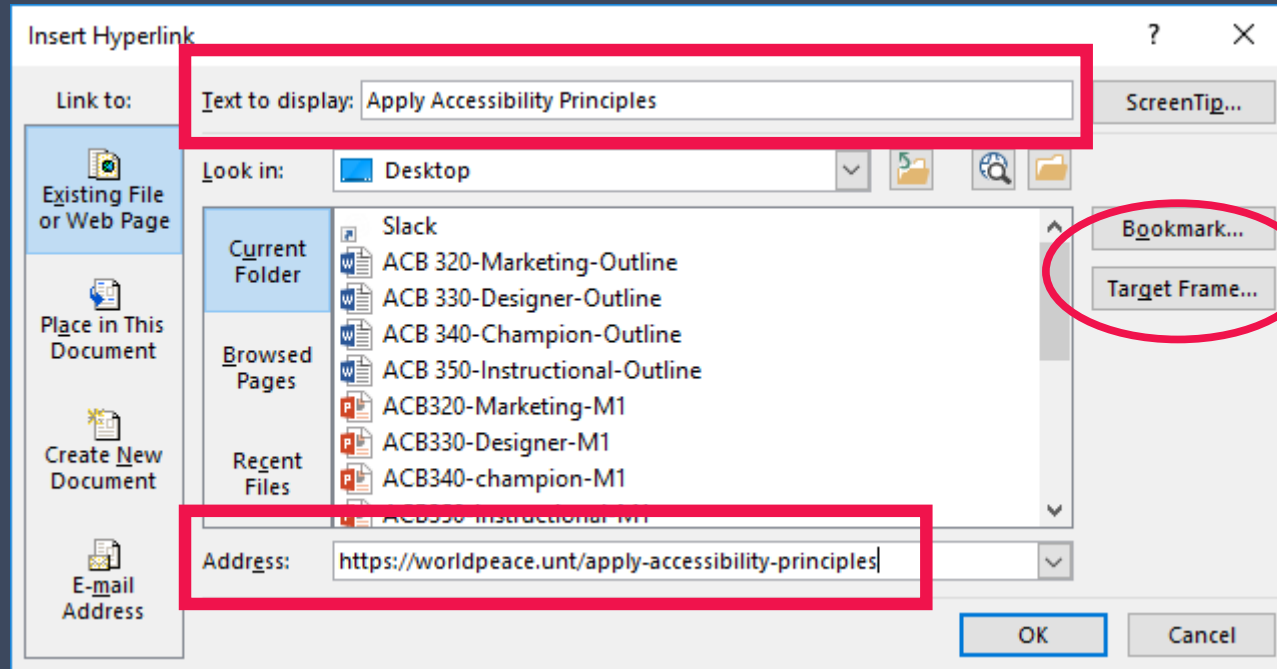 Insert Hyperlink
?
Link to:
Text to display: Apply Accessibility Principles
ScreenTip...
Existing File
or Web Page
Look in: Desktop
Place in This
Document
Create New
Document
E-mail
Address
Current
Folder
Browsed
Pages
Recent
Files
Slack
ACB 320-Marketing-Outline
ACB 330-Designer-Outline
ACB 340-Champion-Outline
ACB 350-Instructional-Outline
ACB320-Marketing-M1
ACB330-Designer-M1
ACB340-champion-M1
Bookmark...
Target Frame...
Address: https://worldpeace.unt/apply-accessibility-principles
OK
Cancel